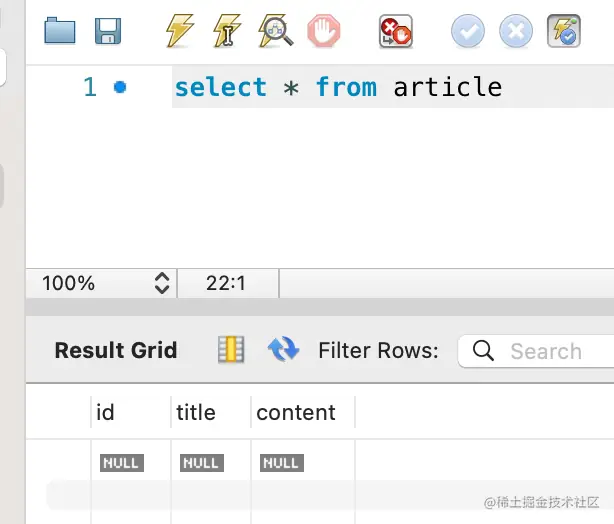 1 select * from article
100% 22:1
Result Grid Filter Rows: Search
id title content
NULL NULL NULL
@稀土掘金技术社区